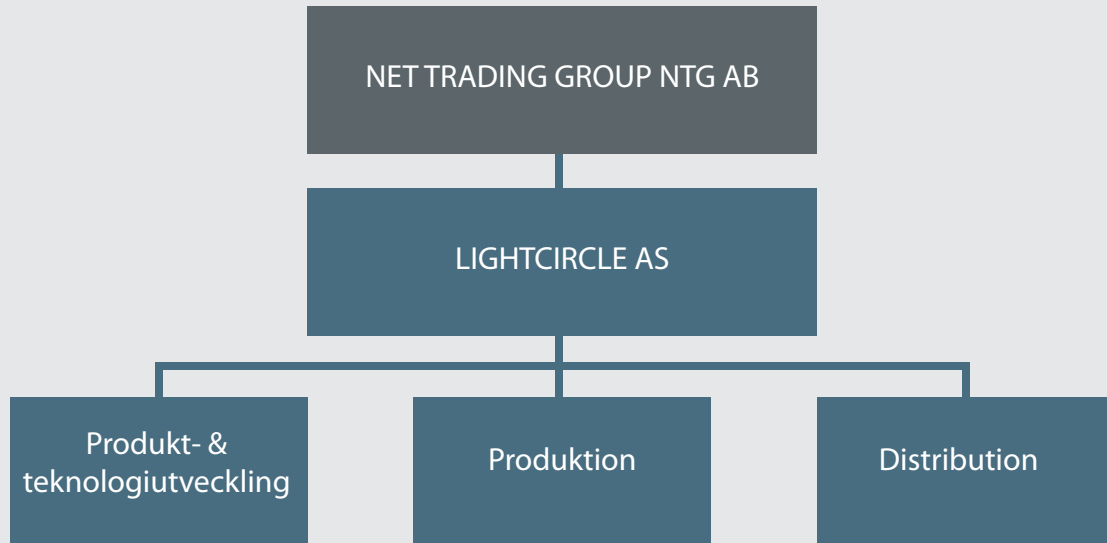 NET TRADING GROUP NTG AB
LIGHTCIRCLE AS
Produkt- &
teknologiutveckling
Produktion
Distribution